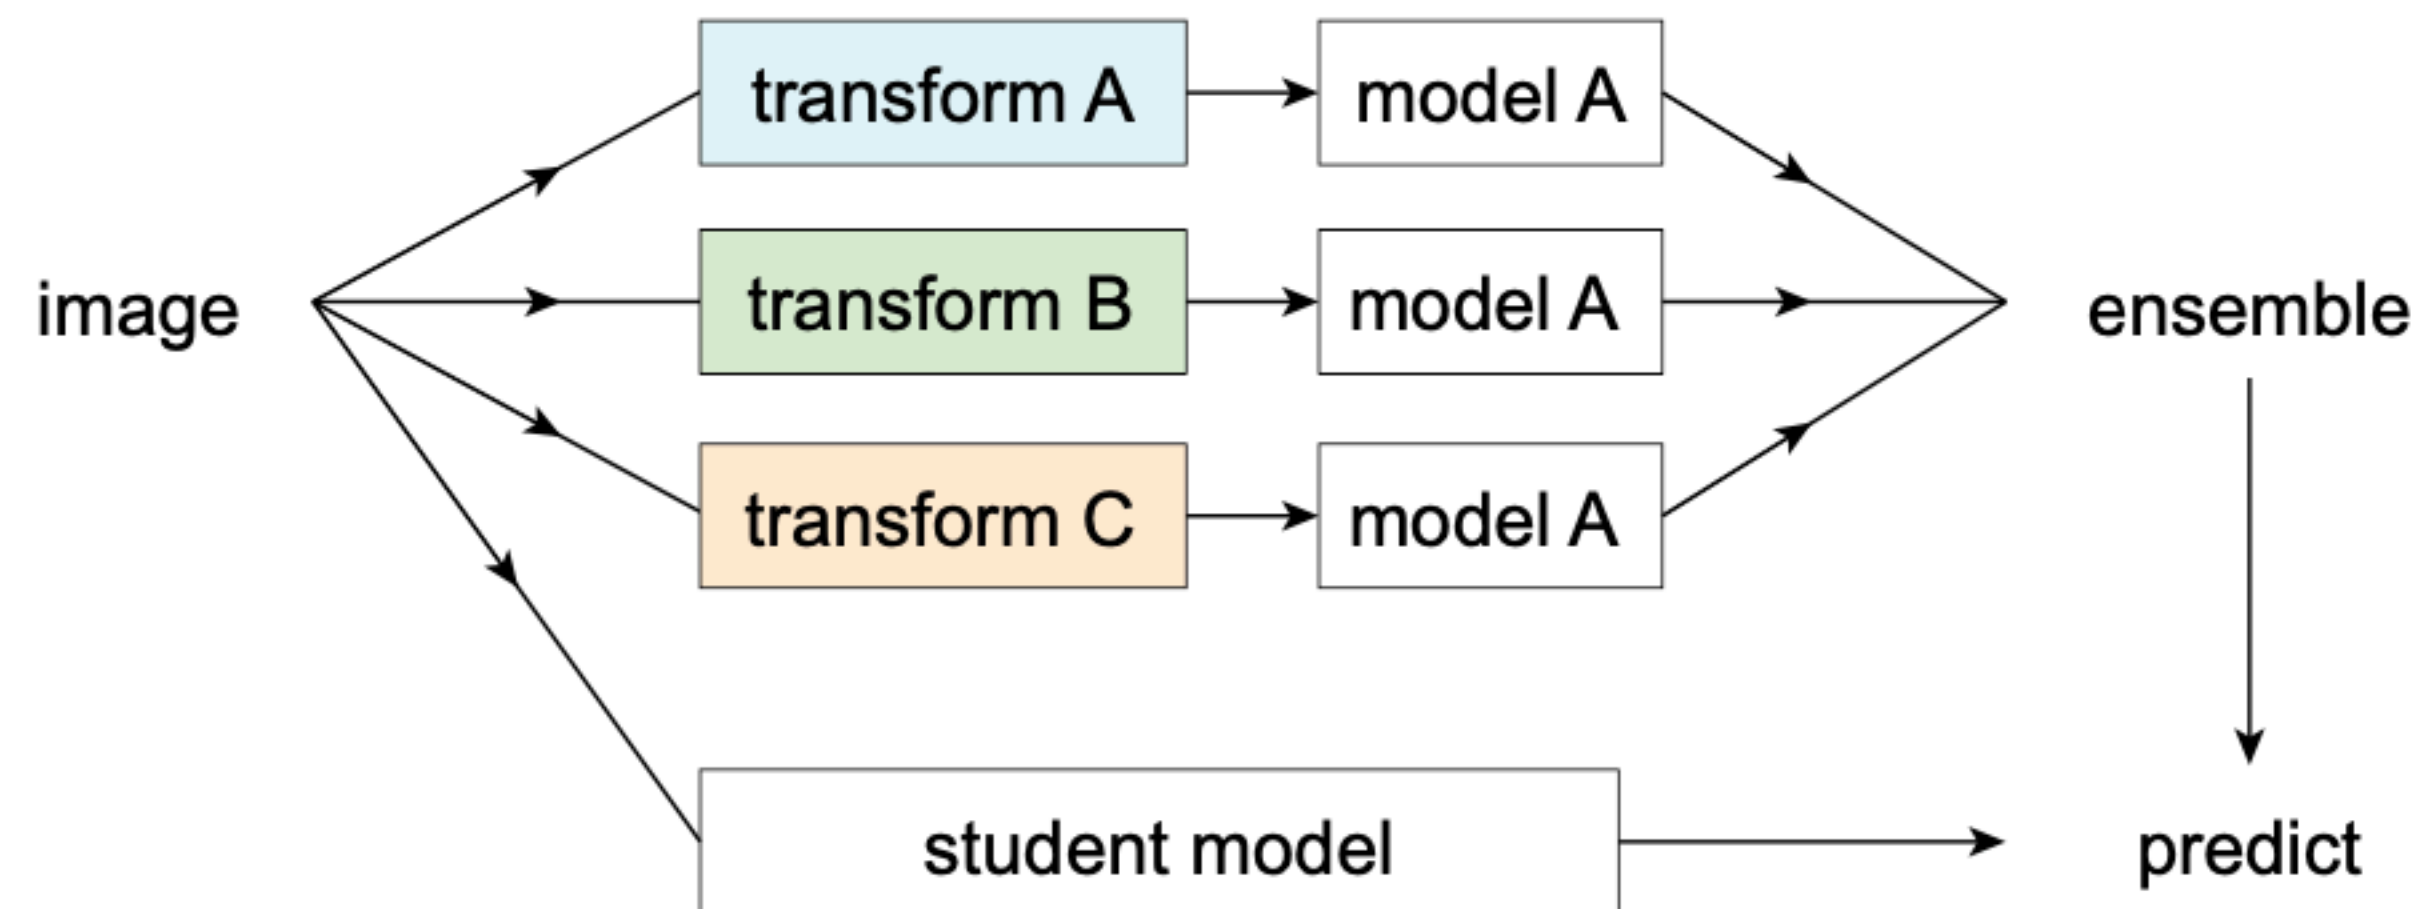 transform A
model A
image
transform B
model A
ensemble
transform C
model A
student model
predict